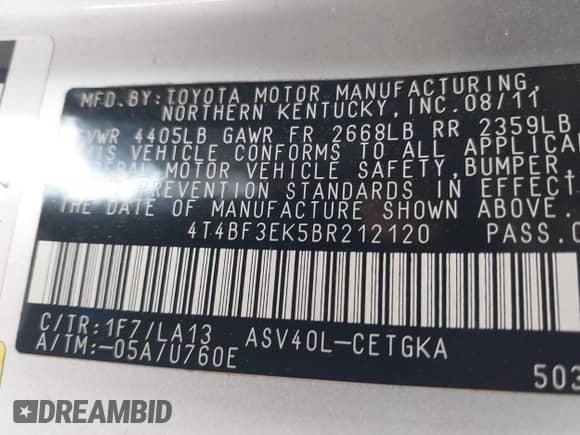 MFD. BY: TOYOTA MOTOR MANUFACTURING,
NORTHERN KENTUCKY, INC. 08/11
GVWR 4405LB GAWR FR 2668LB RR 2359LB
THIS VEHICLE CONFORMS TO ALL APPLICA
FEDERAL MOTOR VEHICLE SAFETY, BUMPER,
PREVENTION STANDARDS IN EFFECT
THE DATE OF MANUFACTURE SHOWN ABOVE.
4T4BF3EK5BR212120 PASS.C
C/TR:1F7/LA13 ASV40L-CETGKA
A/TM:-05A/U760E
503
DREAMBID